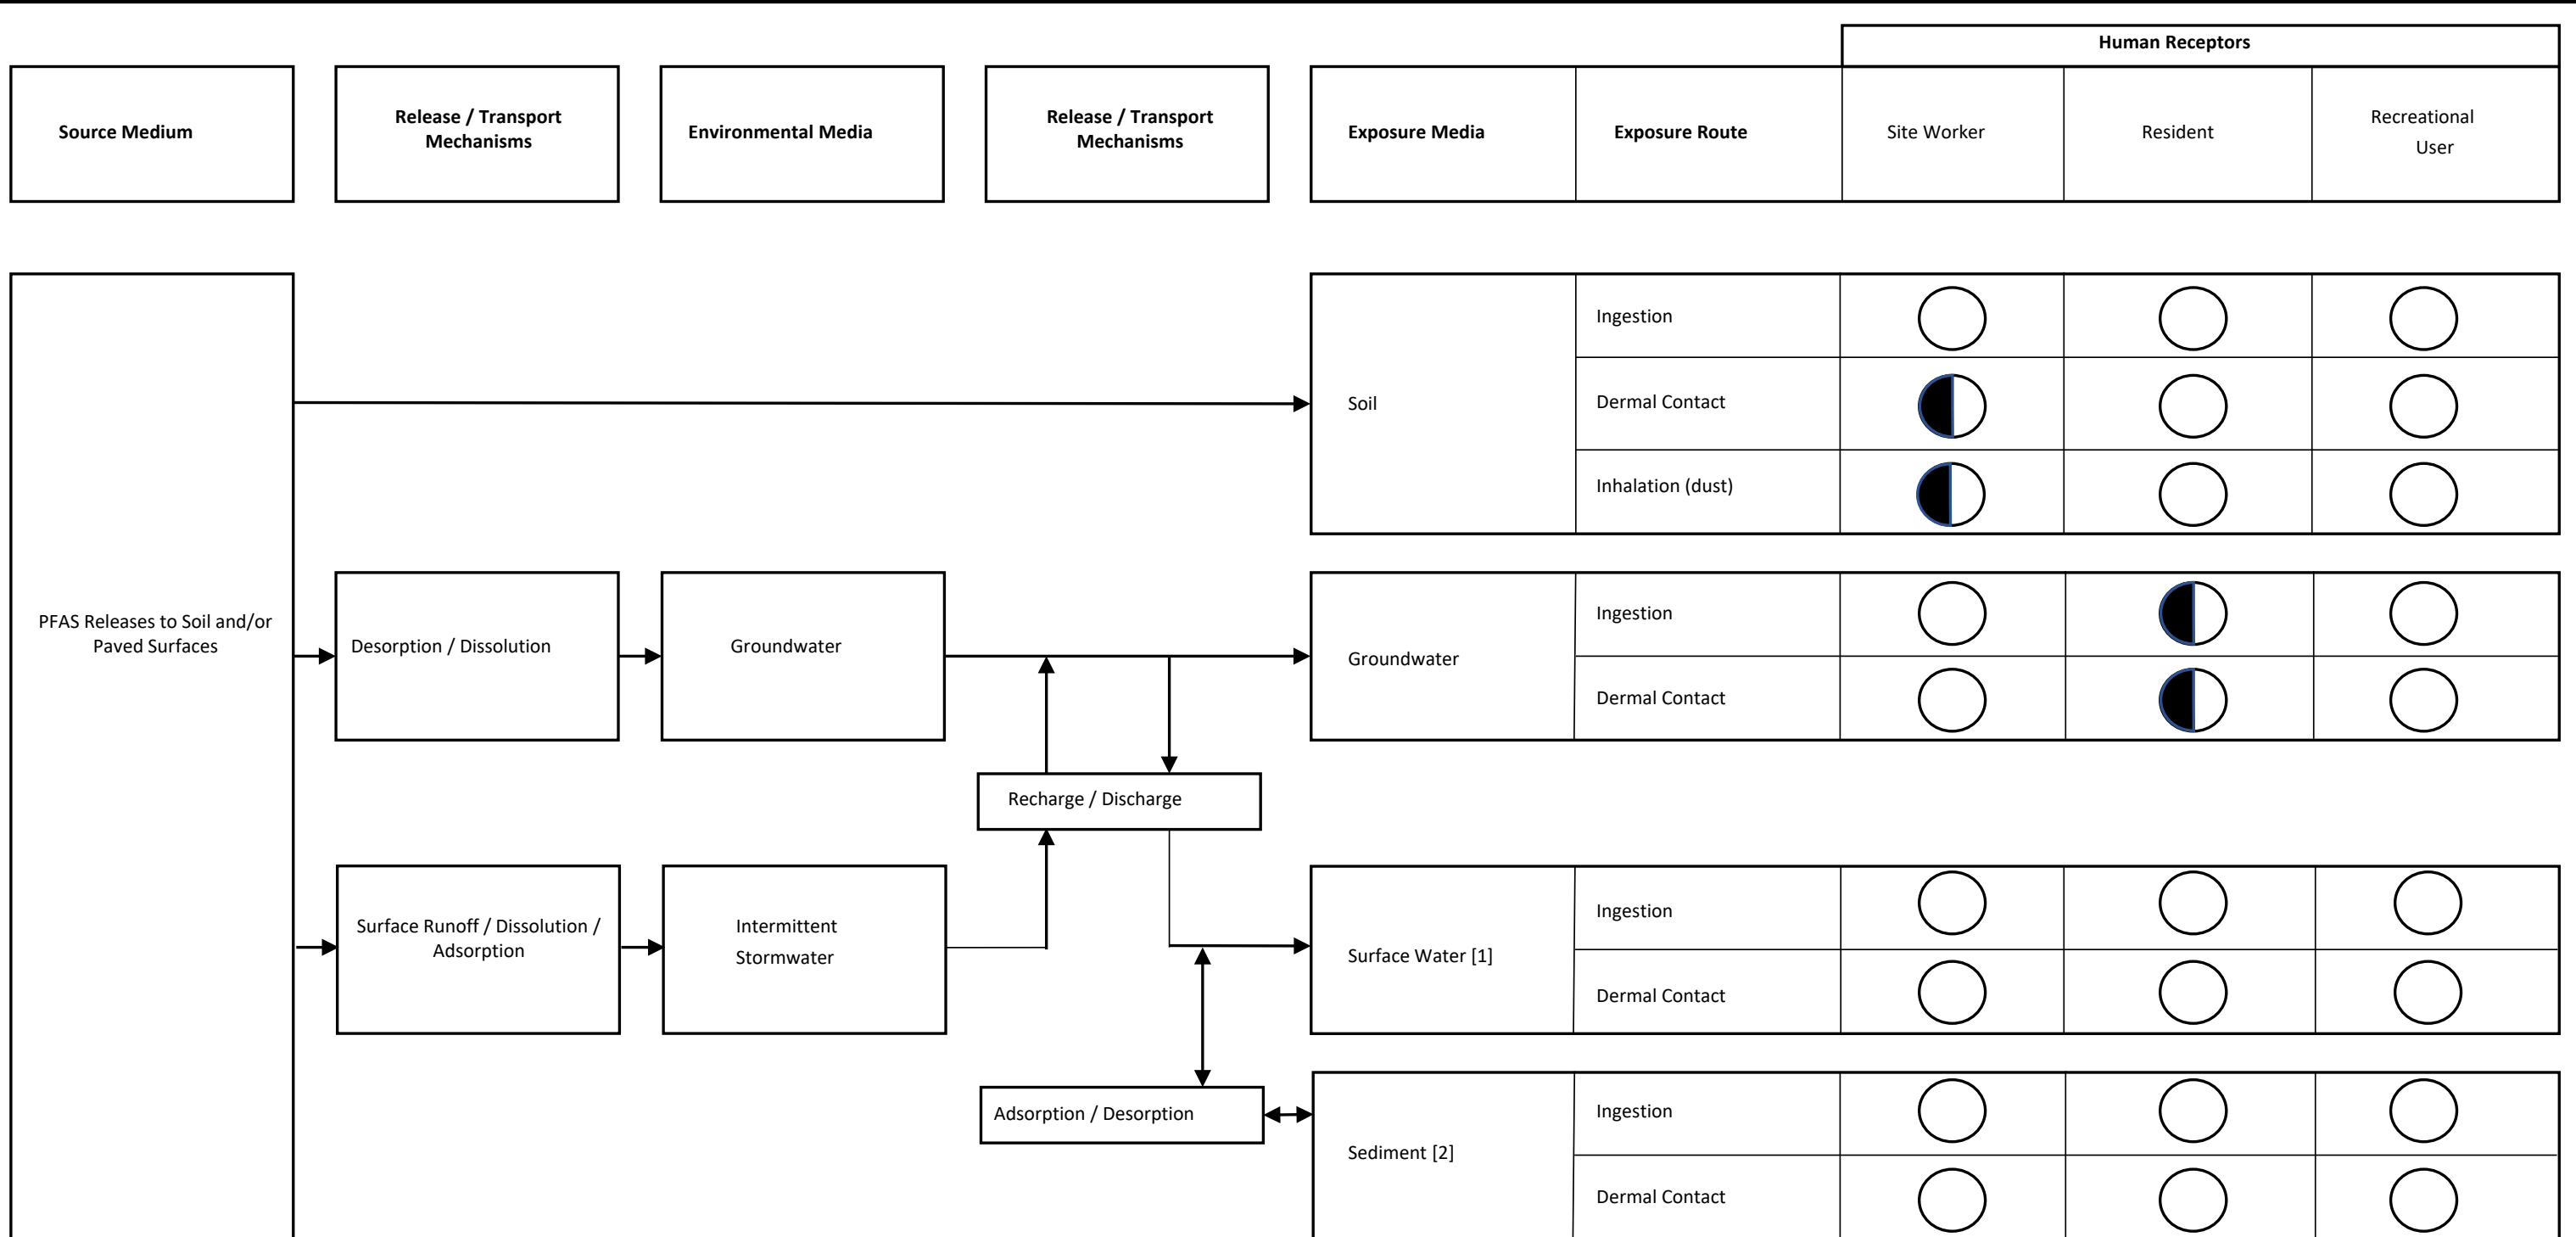 Human Receptors
Source Medium
Release / Transport
Mechanisms
Environmental Media
Release / Transport
Mechanisms
Exposure Media
Exposure Route
Site Worker
Resident
Recreational
User
PFAS Releases to Soil and/or
Paved Surfaces
Soil
Ingestion
Dermal Contact
Inhalation (dust)
Desorption / Dissolution
Groundwater
Groundwater
Ingestion
Dermal Contact
Recharge / Discharge
Surface Runoff / Dissolution /
Adsorption
Intermittent
Stormwater
Surface Water [1]
Ingestion
Dermal Contact
Adsorption / Desorption
Sediment [2]
Ingestion
Dermal Contact